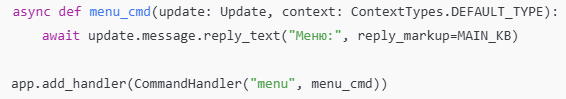 async def menu_cmd(update: Update, context: ContextTypes.DEFAULT_TYPE):
    await update.message.reply_text("Меню:", reply_markup=MAIN_KB)

app.add_handler(CommandHandler("menu", menu_cmd))